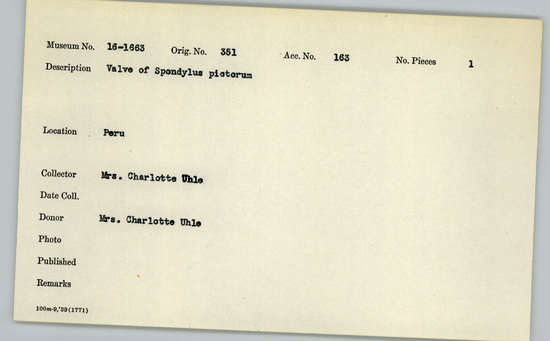 Museum No. 16-1663 Orig. No. 351 Acc. No. 163 No. Pieces 1
Description Valve of Spondylus pictorum
Location Peru
Collector Mrs. Charlotte Uhle
Date Coll.
Donor Mrs. Charlotte Uhle
Photo
Published
Remarks
100m-9,'39(1771)